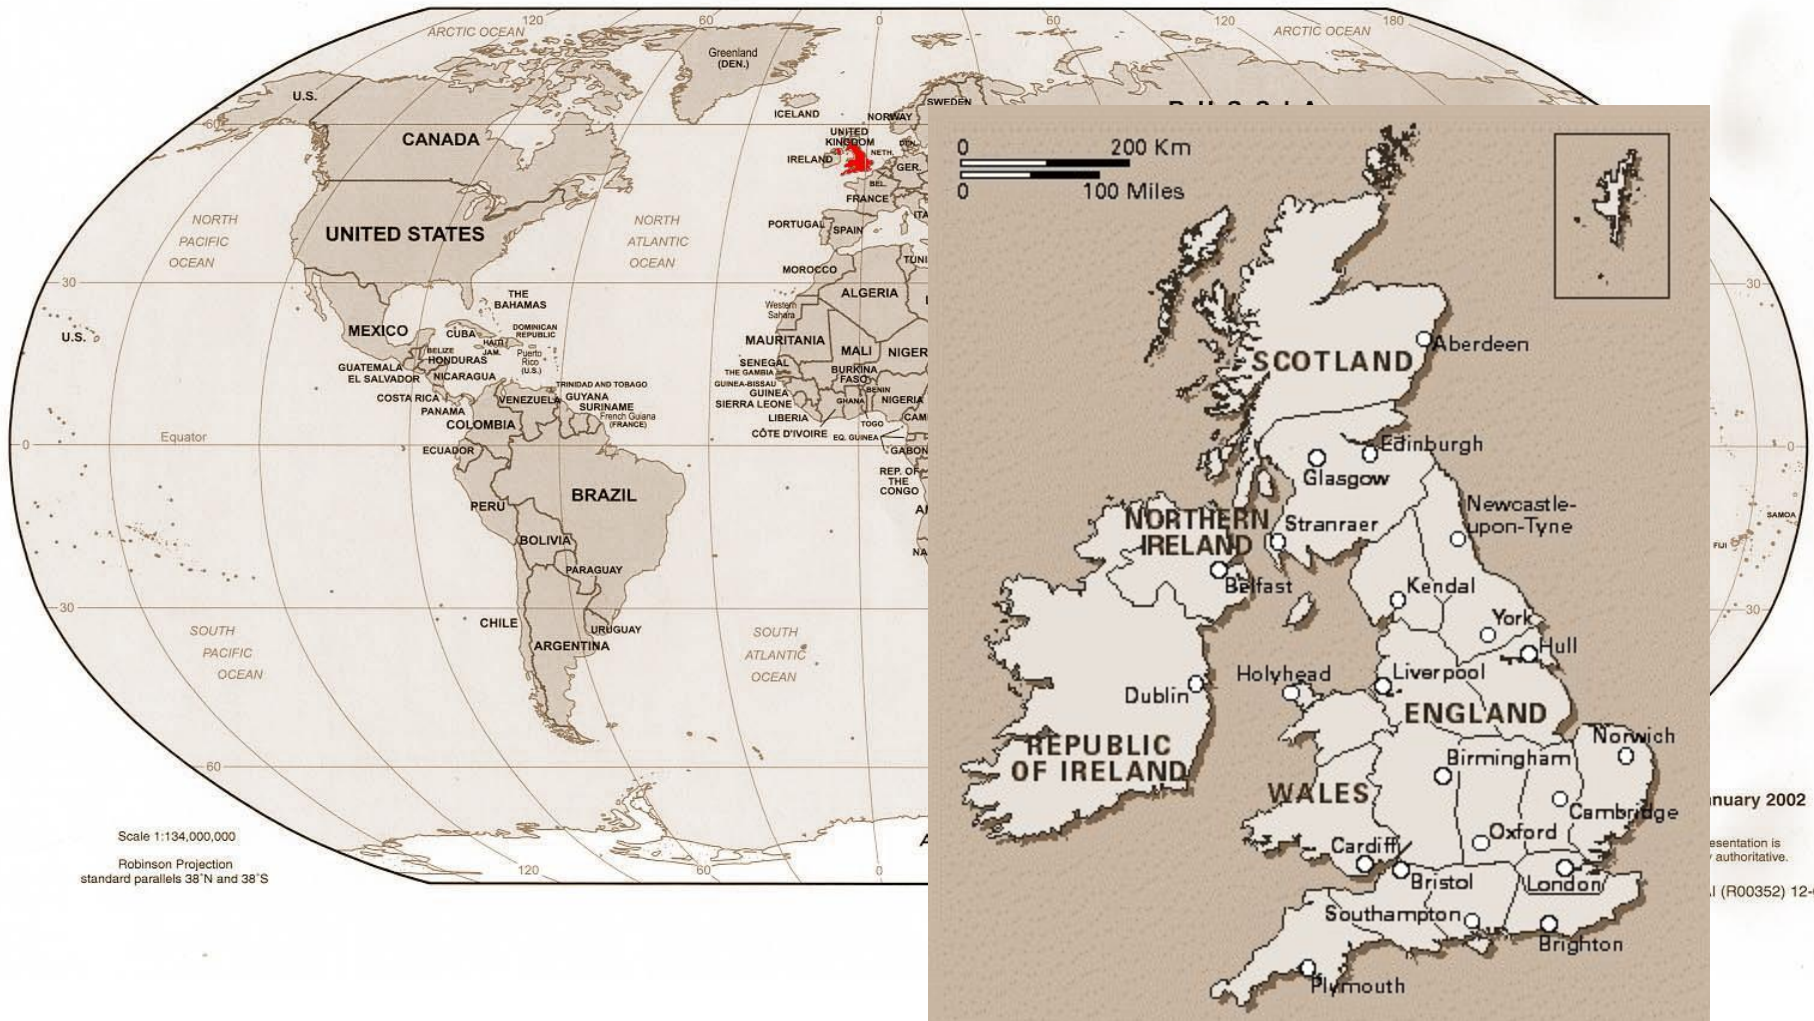 120
60
0
60
120
180
ARCTIC OCEAN
ARCTIC OCEAN
Greenland
(DEN.)
U.S.
ICELAND
NORWAY
SWEDEN
60
CANADA
UNITED
KINGDOM
DEN.
NETH.
IRELAND
GER.
BEL.
FRANCE
NORTH
PACIFIC
OCEAN
UNITED STATES
NORTH
ATLANTIC
OCEAN
PORTUGAL
SPAIN
ITA
MOROCCO
TUNI
30
30
ALGERIA
THE
BAHAMAS
Western
Sahara
U.S.
MEXICO
CUBA
DOMINICAN
REPUBLIC
HAITI
JAM.
Puerto
Rico
(U.S.)
BELIZE
HONDURAS
GUATEMALA
EL SALVADOR
NICARAGUA
COSTA RICA
PANAMA
TRINIDAD AND TOBAGO
VENEZUELA
GUYANA
SURINAME
French Guiana
(FRANCE)
COLOMBIA
MAURITANIA
MALI
NIGER
SENEGAL
THE GAMBIA
GUINEA-BISSAU
GUINEA
SIERRA LEONE
LIBERIA
CÔTE D'IVOIRE
BURKINA
FASO
BENIN
GHANA
NIGERIA
TOGO
CAM
EQ. GUINEA
GABON
REP. OF
THE
CONGO
0
Equator
0
ECUADOR
PERU
BRAZIL
BOLIVIA
PARAGUAY
CHILE
ARGENTINA
URUGUAY
NA
SAMOA
FIJI
30
30
SOUTH
PACIFIC
OCEAN
SOUTH
ATLANTIC
OCEAN
60
120
60
0
Scale 1:134,000,000
Robinson Projection
standard parallels 38°N and 38°S
nuary 2002
esentation is
authoritative.
(R00352) 12-
0 200 Km
0 100 Miles
SCOTLAND
Aberdeen
Edinburgh
Glasgow
NORTHERN
IRELAND
Stranraer
Newcastle-
upon-Tyne
Belfast
Kendal
York
Hull
Holyhead
Liverpool
Dublin
ENGLAND
REPUBLIC
OF IRELAND
Norwich
Birmingham
WALES
Cambridge
Oxford
Cardiff
Bristol
London
Southampton
Brighton
Plymouth